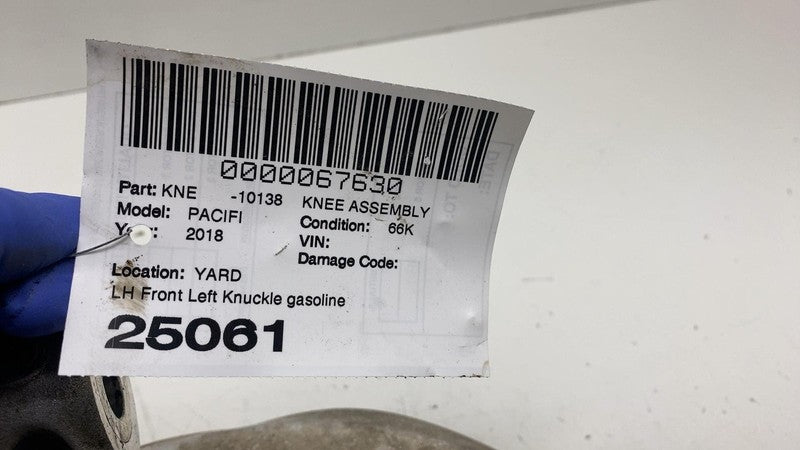 0000067630
Part: KNE -10138 KNEE ASSEMBLY
Model: PACIFI Condition: 66K
2018 VIN:
Damage Code:
Location: YARD
LH Front Left Knuckle gasoline
25061